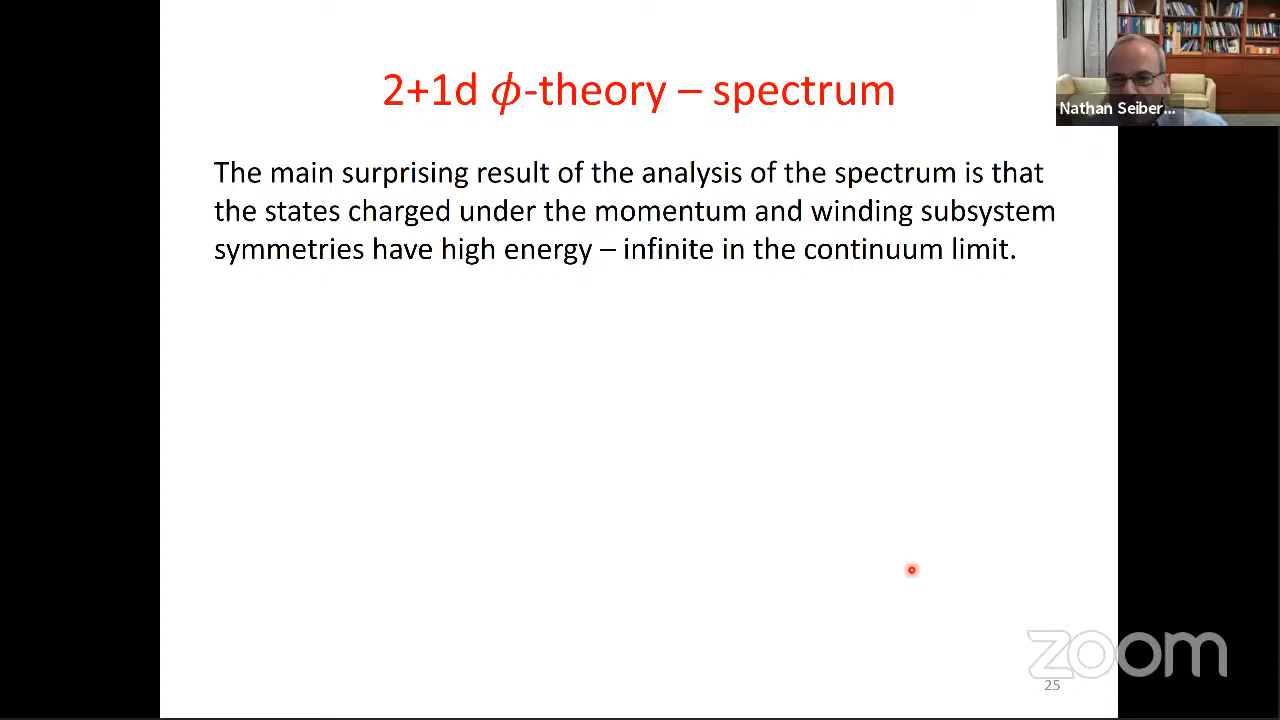 2+1d ϕ-theory – spectrum
Nathan Seiber...
The main surprising result of the analysis of the spectrum is that
the states charged under the momentum and winding subsystem
symmetries have high energy – infinite in the continuum limit.
zoom
25